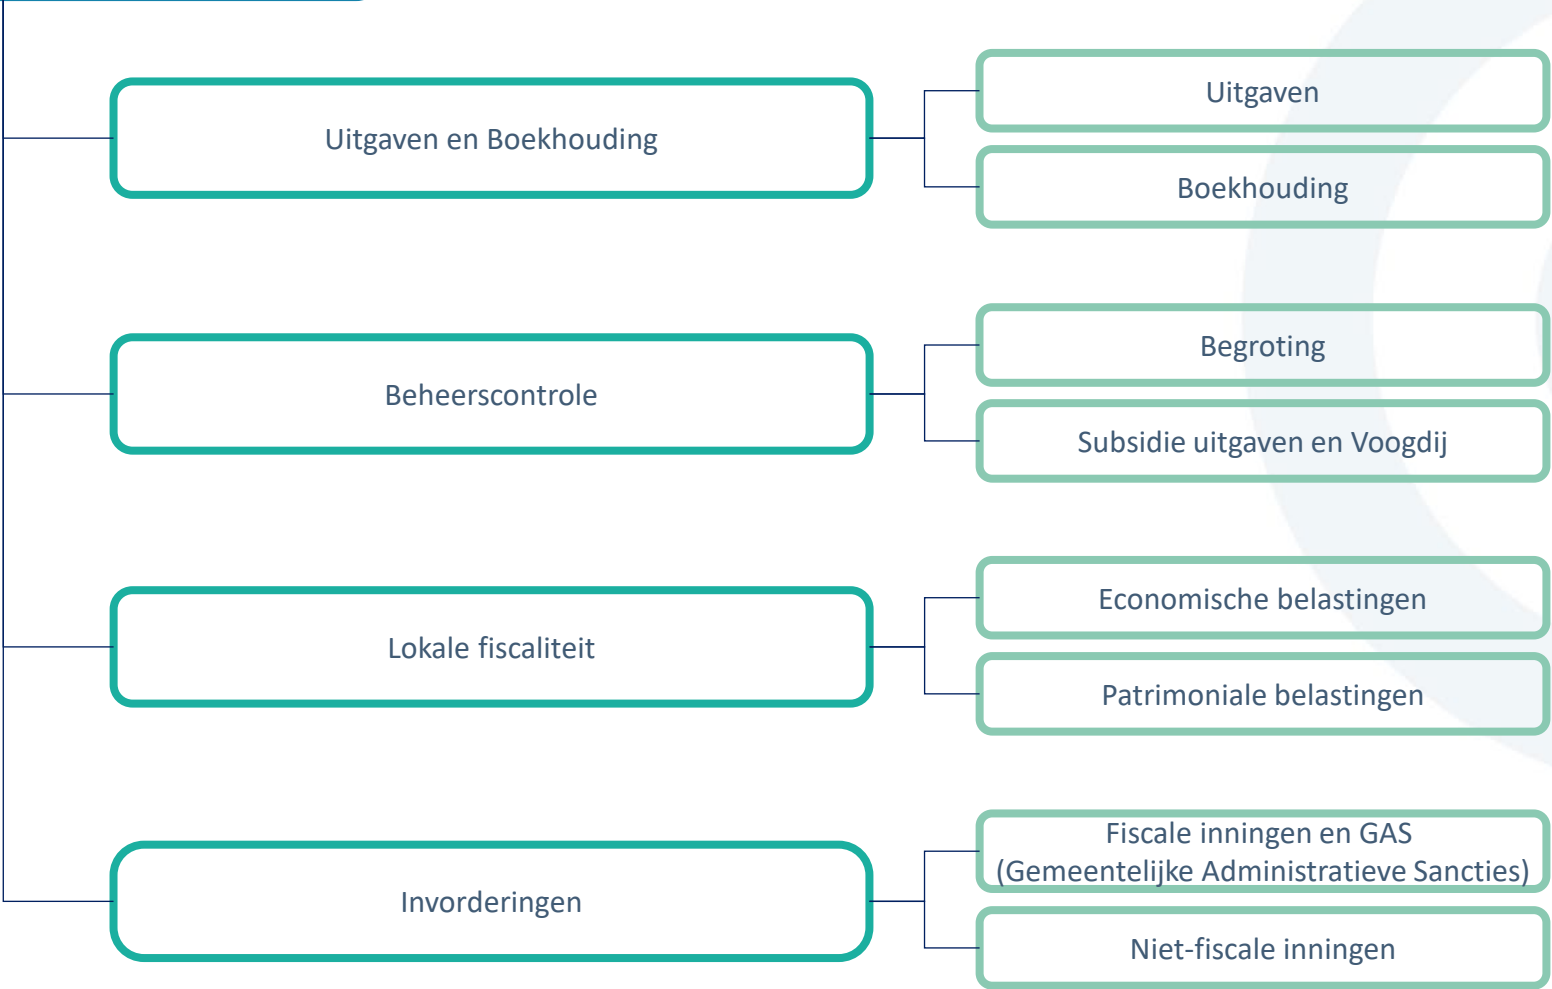 Uitgaven en Boekhouding
Uitgaven
Boekhouding
Beheerscontrole
Begroting
Subsidie uitgaven en Voogdij
Lokale fiscaliteit
Economische belastingen
Patrimoniale belastingen
Invorderingen
Fiscale inningen en GAS
(Gemeentelijke Administratieve Sancties)
Niet-fiscale inningen